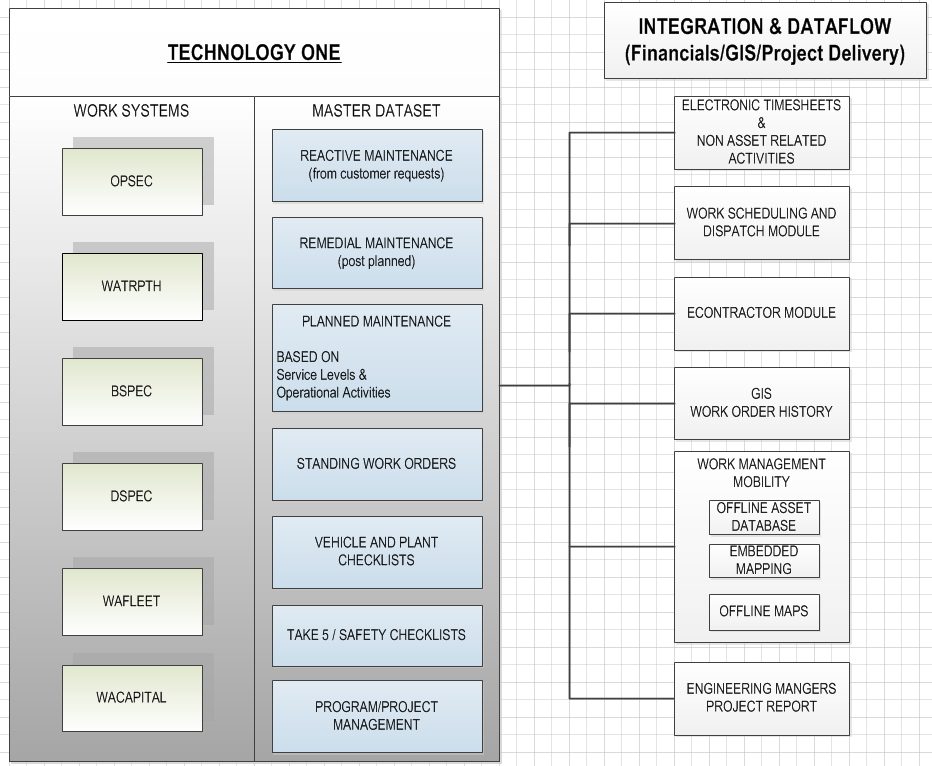 TECHNOLOGY ONE
WORK SYSTEMS
OPSEC
WATRPTH
BSPEC
DSPEC
WAFLEET
WACAPITAL
MASTER DATASET
REACTIVE MAINTENANCE
(from customer requests)
REMEDIAL MAINTENANCE
(post planned)
PLANNED MAINTENANCE
BASED ON
Service Levels &
Operational Activities
STANDING WORK ORDERS
VEHICLE AND PLANT
CHECKLISTS
TAKE 5 / SAFETY CHECKLISTS
PROGRAM/PROJECT
MANAGEMENT
INTEGRATION & DATAFLOW
(Financials/GIS/Project Delivery)
ELECTRONIC TIMESHEETS
&
NON ASSET RELATED
ACTIVITIES
WORK SCHEDULING AND
DISPATCH MODULE
ECONTRACTOR MODULE
GIS
WORK ORDER HISTORY
WORK MANAGEMENT
MOBILITY
OFFLINE ASSET
DATABASE
EMBEDDED
MAPPING
OFFLINE MAPS
ENGINEERING MANGERS
PROJECT REPORT